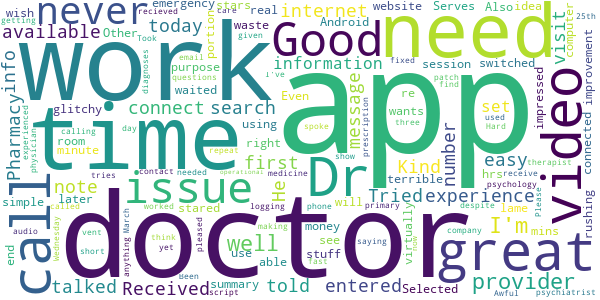 wish never emergency internet Android website real Good need idea
available today Other stars care recieved waste Serves Also computer
work diagnoses email portion purpose questions i've app visit
Pharmacy info information session switched 25th
glitchy time connect search waited message Even re wants impressed video
room using set fixed patch find experienced improvement
minute physician calling day right first three Hard used connected
call issue Dr Kind number easy
note tries contact needed repeat He show spoke prescription terrible therapist
simple later Tried experience rushing
end audio worked despite logging medicine will primary hrs receive psychology Please
vent called phone company lame
anything March Wednesday short yet think pleased stared money saying virtually I'm mins
doctor great
talked well see stuff now
Received use able making fast told entered provider
Been script summary operational Selected Awful psychiatrist
getting given